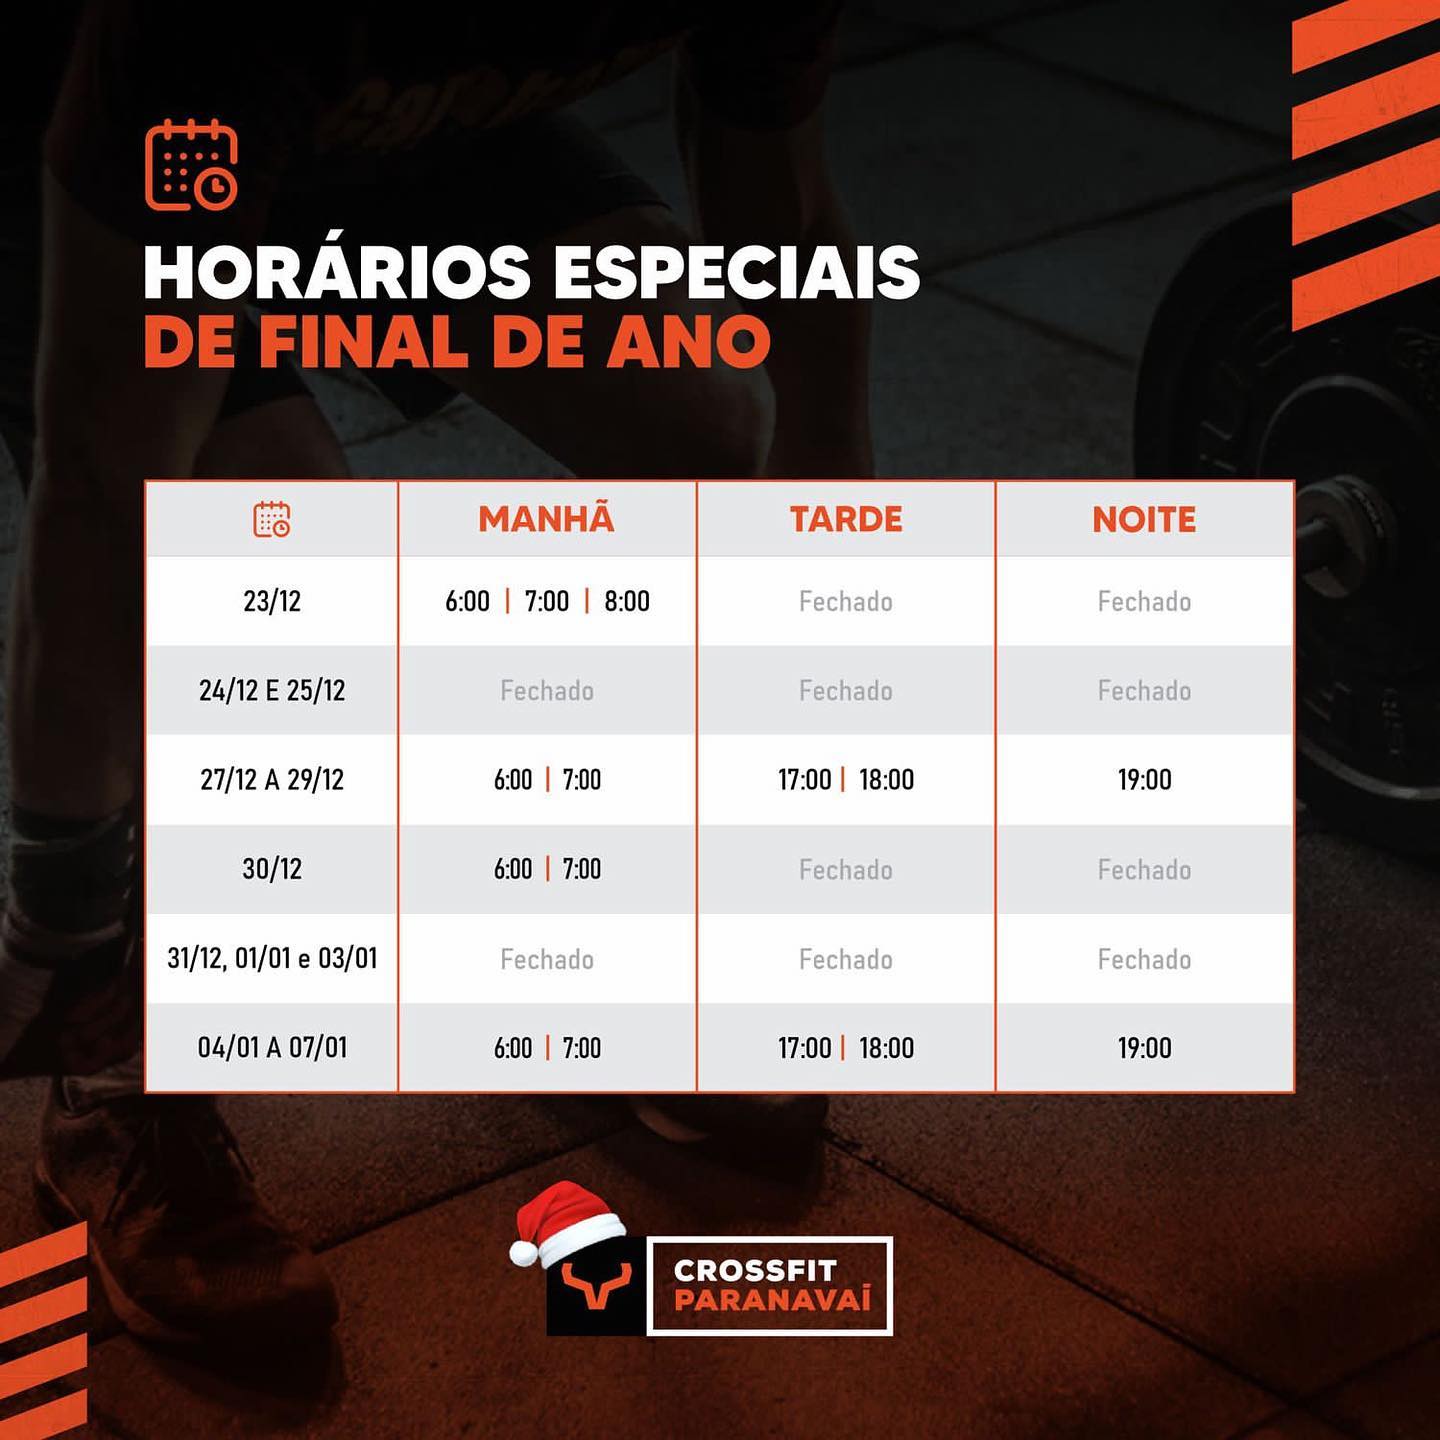 HORÁRIOS ESPECIAIS
DE FINAL DE ANO
MANHÃ TARDE NOITE
23/12 6:00 | 7:00 | 8:00 Fechado Fechado
24/12 E 25/12 Fechado Fechado Fechado
27/12 A 29/12 6:00 | 7:00 17:00 | 18:00 19:00
30/12 6:00 | 7:00 Fechado Fechado
31/12, 01/01 e 03/01 Fechado Fechado Fechado
04/01 A 07/01 6:00 | 7:00 17:00 | 18:00 19:00
CROSSFIT
PARANAVAÍ